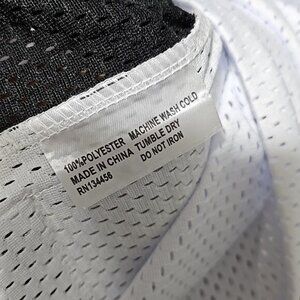 100%POLYESTER MACHINE WASH COLD
MADE IN CHINA TUMBLE DRY
RN134456 DO NOT IRON